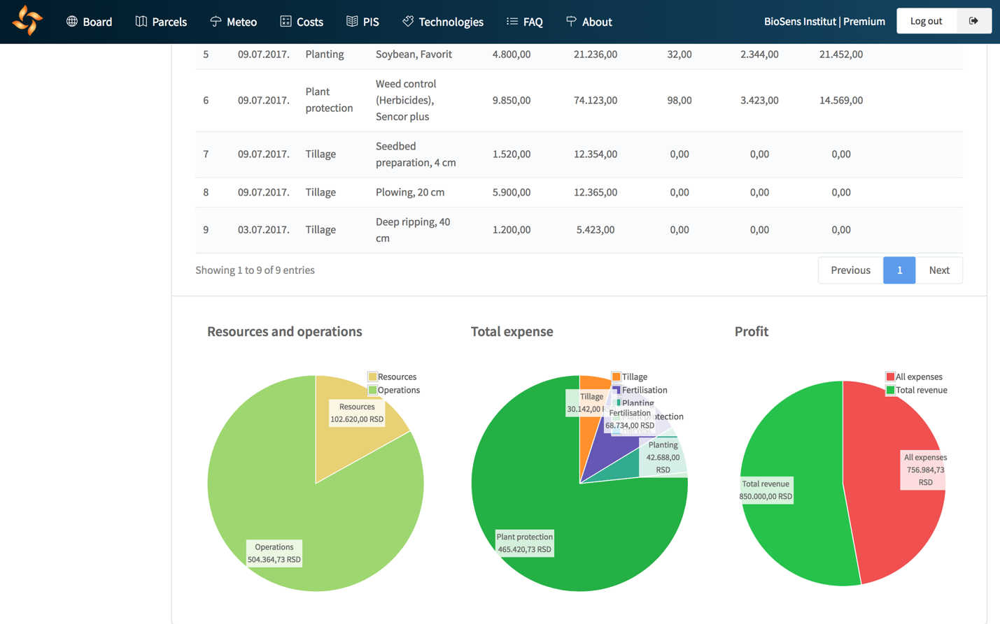 Board Parcels Meteo Costs PIS Technologies FAQ About BioSens Institut | Premium Log out
5 09.07.2017. Planting Soybean, Favorit 4.800,00 21.236,00 32,00 2.344,00 21.452,00
6 09.07.2017. Plant protection Weed control (Herbicides), Sencor plus 9.850,00 74.123,00 98,00 3.423,00 14.569,00
7 09.07.2017. Tillage Seedbed preparation, 4 cm 1.520,00 12.354,00 0,00 0,00 0,00
8 09.07.2017. Tillage Plowing, 20 cm 5.900,00 12.365,00 0,00 0,00 0,00
9 03.07.2017. Tillage Deep ripping, 40 cm 1.200,00 5.423,00 0,00 0,00 0,00
Showing 1 to 9 of 9 entries
Previous 1 Next
Resources and operations
Resources
Operations
Resources
102.620,00 RSD
Operations
504.364,73 RSD
Total expense
Tillage
Fertilisation
Planting
Plant protection
Harvest
Tillage
30.142,00 RSD
Fertilisation
68.734,00 RSD
Planting
42.688,00
RSD
Plant protection
465.420,73 RSD
Profit
All expenses
Total revenue
All expenses
756.984,73
RSD
Total revenue
850.000,00 RSD